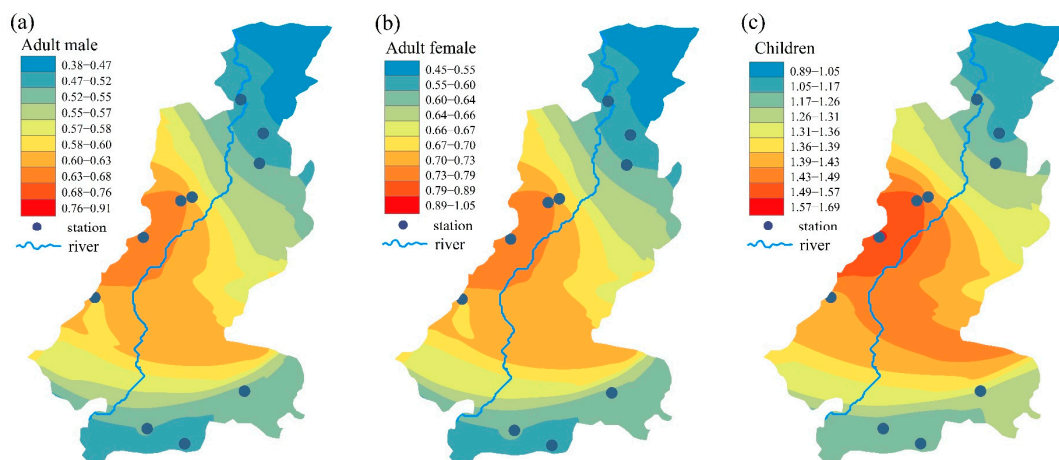 (a)
Adult male
0.38–0.47
0.47–0.52
0.52–0.55
0.55–0.57
0.57–0.58
0.58–0.60
0.60–0.63
0.63–0.68
0.68–0.76
0.76–0.91
station
river
(b)
Adult female
0.45–0.55
0.55–0.60
0.60–0.64
0.64–0.66
0.66–0.67
0.67–0.70
0.70–0.73
0.73–0.79
0.79–0.89
0.89–1.05
station
river
(c)
Children
0.89–1.05
1.05–1.17
1.17–1.26
1.26–1.31
1.31–1.36
1.36–1.39
1.39–1.43
1.43–1.49
1.49–1.57
1.57–1.69
station
river